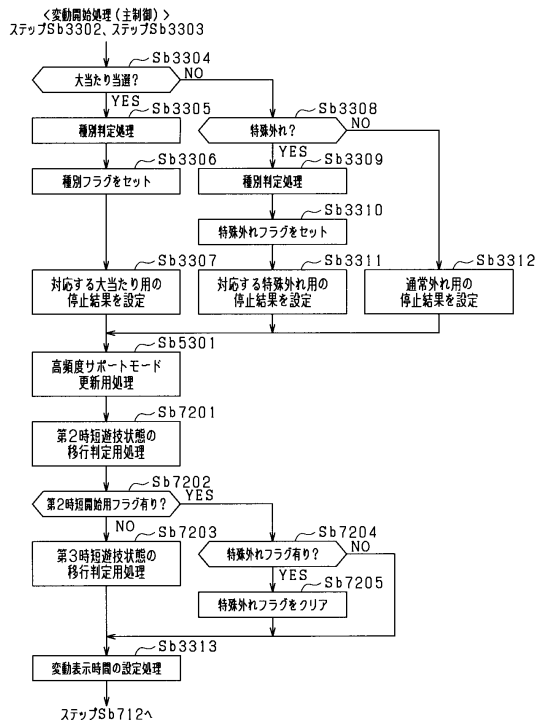 <変動開始処理(主制御)>
ステップSb3302、ステップSb3303
Sb3304
大当たり当選?
NO
YES
Sb3305
種別判定処理
Sb3306
種別フラグをセット
Sb3307
対応する大当たり用の
停止結果を設定
Sb3308
特殊外れ?
NO
YES
Sb3309
種別判定処理
Sb3310
特殊外れフラグをセット
Sb3311
対応する特殊外れ用の
停止結果を設定
Sb3312
通常外れ用の
停止結果を設定
Sb5301
高頻度サポートモード
更新用処理
Sb7201
第2時短遊技状態の
移行判定用処理
Sb7202
第2時短開始用フラグ有り?
YES
NO
Sb7203
第3時短遊技状態の
移行判定用処理
Sb7204
特殊外れフラグ有り?
NO
YES
Sb7205
特殊外れフラグをクリア
Sb3313
変動表示時間の設定処理
ステップSb712へ